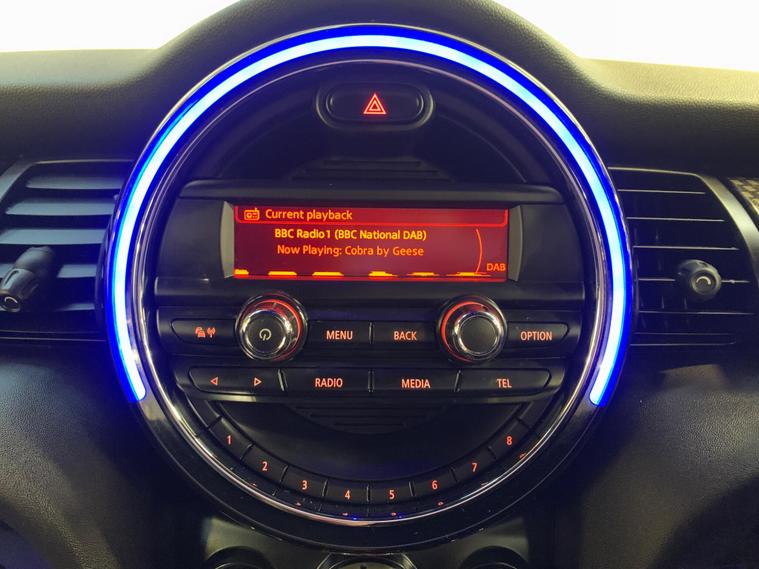 Current playback
BBC Radio1 (BBC National DAB)
Now Playing: Cobra by Geese
DAB
MENU
BACK
OPTION
RADIO
MEDIA
TEL
1 2 3 4 5 6 7 8